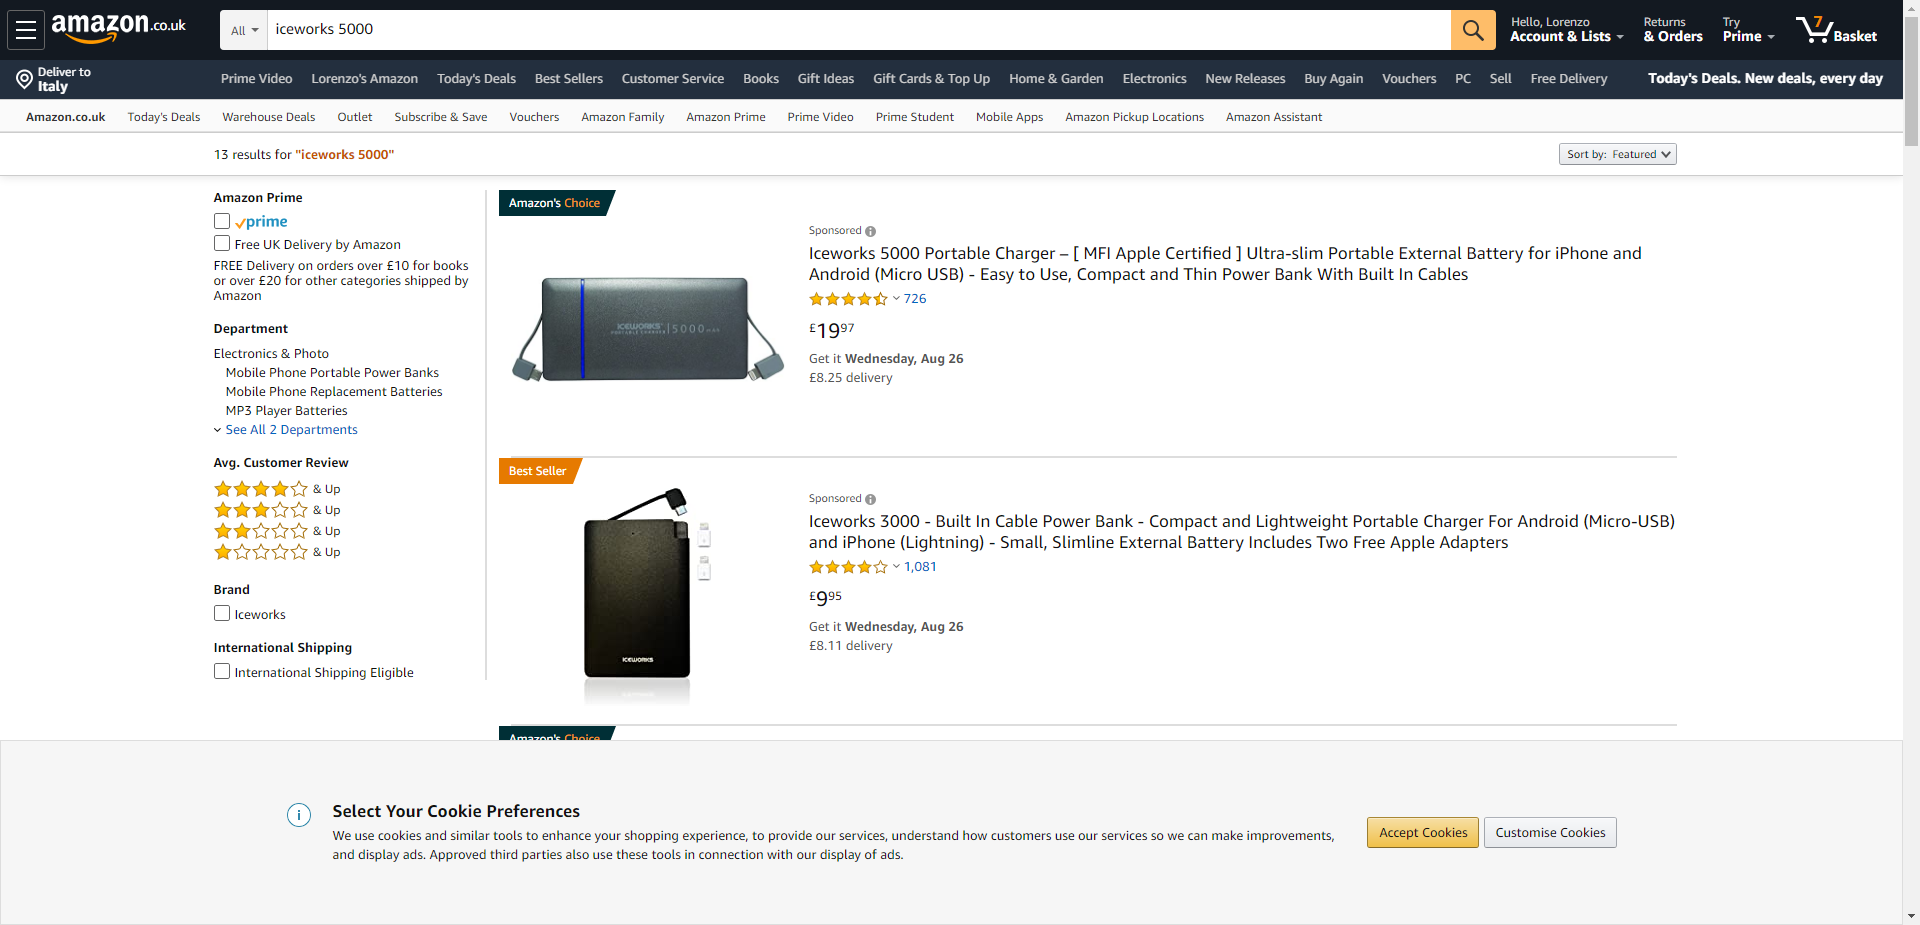 amazon.co.uk
All
iceworks 5000
Hello, Lorenzo
Account & Lists
Returns
& Orders
Try
Prime
7
Basket
Deliver to
Italy
Prime Video Lorenzo's Amazon Today's Deals Best Sellers Customer Service Books Gift Ideas Gift Cards & Top Up Home & Garden Electronics New Releases Buy Again Vouchers PC Sell Free Delivery
Today's Deals. New deals, every day
Amazon.co.uk Today's Deals Warehouse Deals Outlet Subscribe & Save Vouchers Amazon Family Amazon Prime Prime Video Prime Student Mobile Apps Amazon Pickup Locations Amazon Assistant
13 results for "iceworks 5000"
Sort by: Featured
Amazon Prime
prime
Free UK Delivery by Amazon
FREE Delivery on orders over £10 for books
or over £20 for other categories shipped by
Amazon
Department
Electronics & Photo
Mobile Phone Portable Power Banks
Mobile Phone Replacement Batteries
MP3 Player Batteries
See All 2 Departments
Avg. Customer Review
& Up
& Up
& Up
& Up
Brand
Iceworks
International Shipping
International Shipping Eligible
Amazon's Choice
ICEWORKS
PORTABLE CHARGER
5000 mAh
Sponsored
Iceworks 5000 Portable Charger – [ MFI Apple Certified ] Ultra-slim Portable External Battery for iPhone and
Android (Micro USB) - Easy to Use, Compact and Thin Power Bank With Built In Cables
726
£19.97
Get it Wednesday, Aug 26
£8.25 delivery
Best Seller
ICEWORKS
Sponsored
Iceworks 3000 - Built In Cable Power Bank - Compact and Lightweight Portable Charger For Android (Micro-USB)
and iPhone (Lightning) - Small, Slimline External Battery Includes Two Free Apple Adapters
1,081
£9.95
Get it Wednesday, Aug 26
£8.11 delivery
Amazon's Choice
Select Your Cookie Preferences
We use cookies and similar tools to enhance your shopping experience, to provide our services, understand how customers use our services so we can make improvements,
and display ads. Approved third parties also use these tools in connection with our display of ads.
Accept Cookies
Customise Cookies